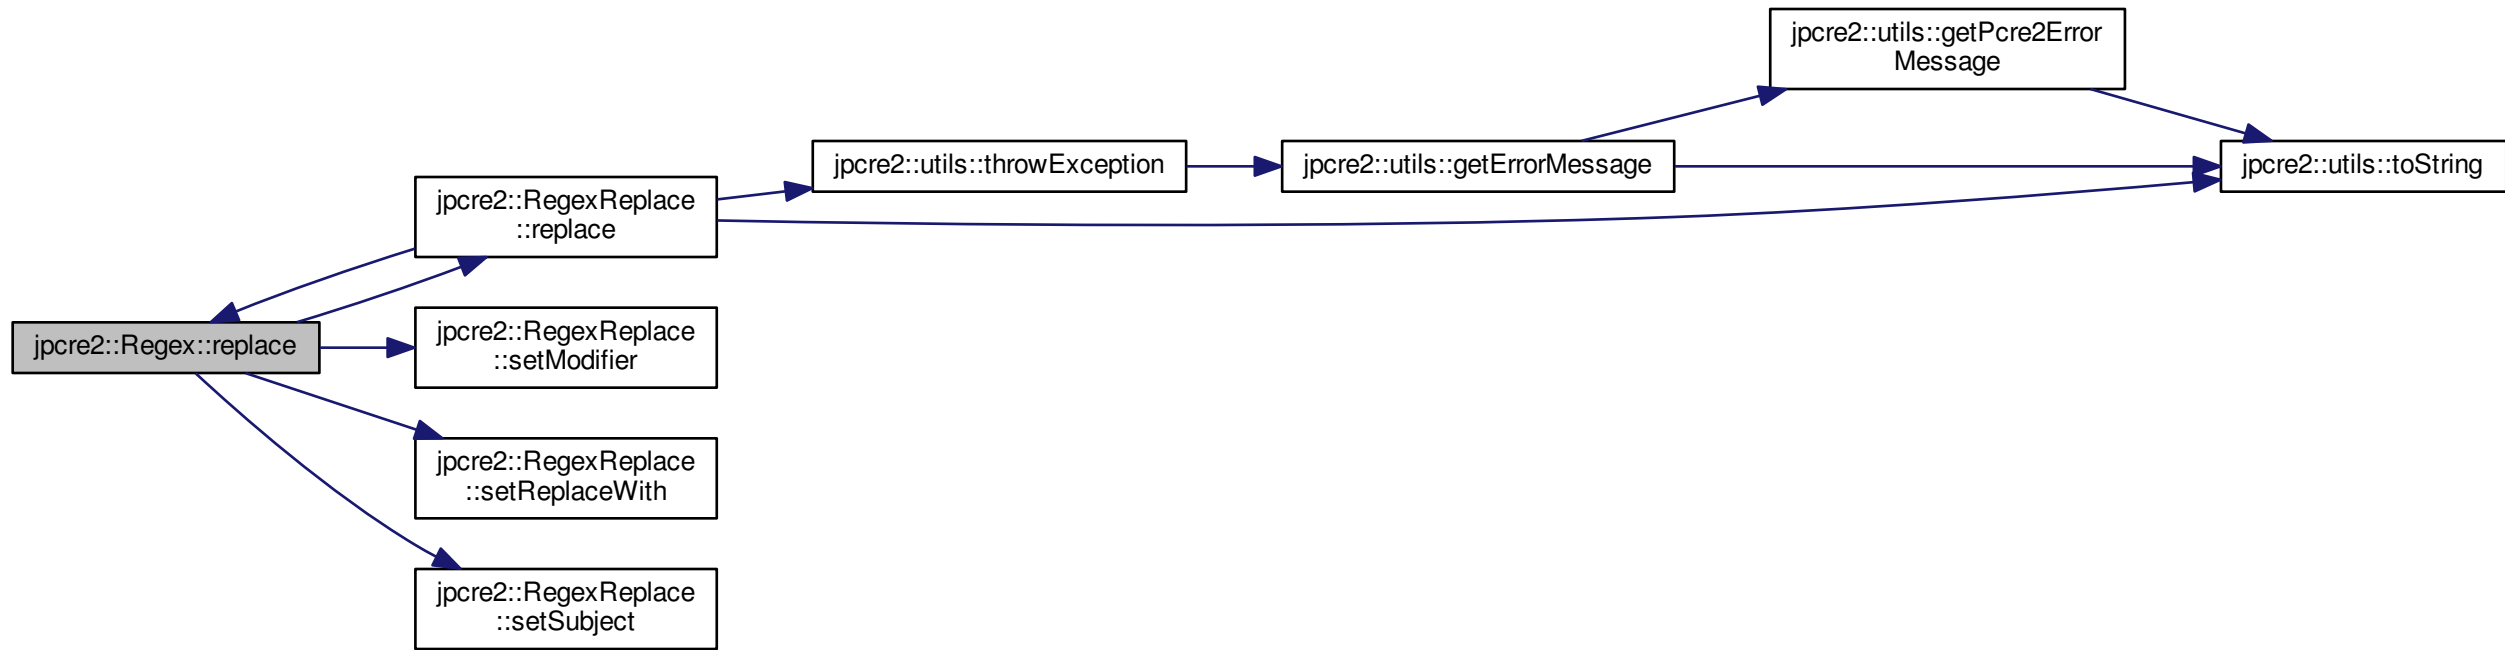 jpcre2::utils::getPcre2Error
Message
jpcre2::utils::throwException
jpcre2::utils::getErrorMessage
jpcre2::utils::toString
jpcre2::RegexReplace
::replace
jpcre2::Regex::replace
jpcre2::RegexReplace
::setModifier
jpcre2::RegexReplace
::setReplaceWith
jpcre2::RegexReplace
::setSubject